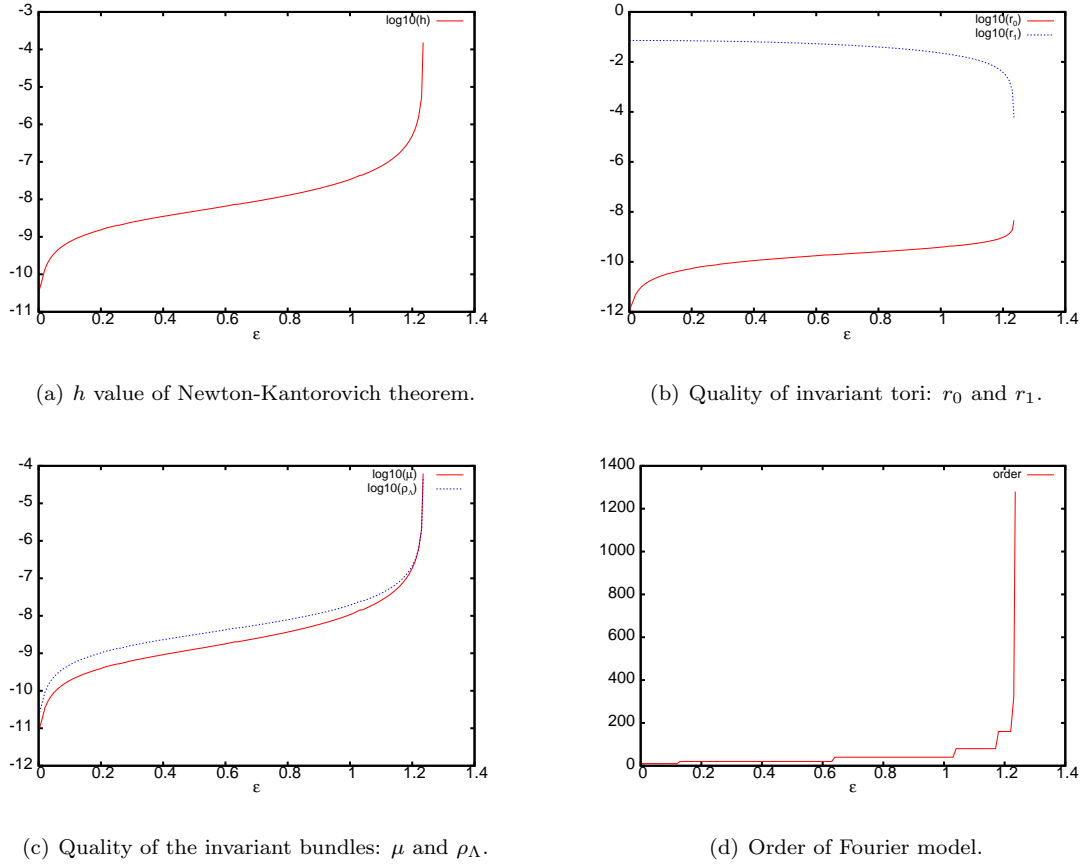 -3
-4
-5
-6
-7
-8
-9
-10
-11
0 0.2 0.4 0.6 0.8 1 1.2 1.4
ε
log10(h)
(a) h value of Newton-Kantorovich theorem.
0
-2
-4
-6
-8
-10
-12
0 0.2 0.4 0.6 0.8 1 1.2 1.4
ε
log10(r₀)
log10(r₁)
(b) Quality of invariant tori: r₀ and r₁.
-4
-5
-6
-7
-8
-9
-10
-11
-12
0 0.2 0.4 0.6 0.8 1 1.2 1.4
ε
log10(μ)
log10(ρ_Λ)
(c) Quality of the invariant bundles: μ and ρ_Λ.
1400
1200
1000
800
600
400
200
0
0 0.2 0.4 0.6 0.8 1 1.2 1.4
ε
order
(d) Order of Fourier model.